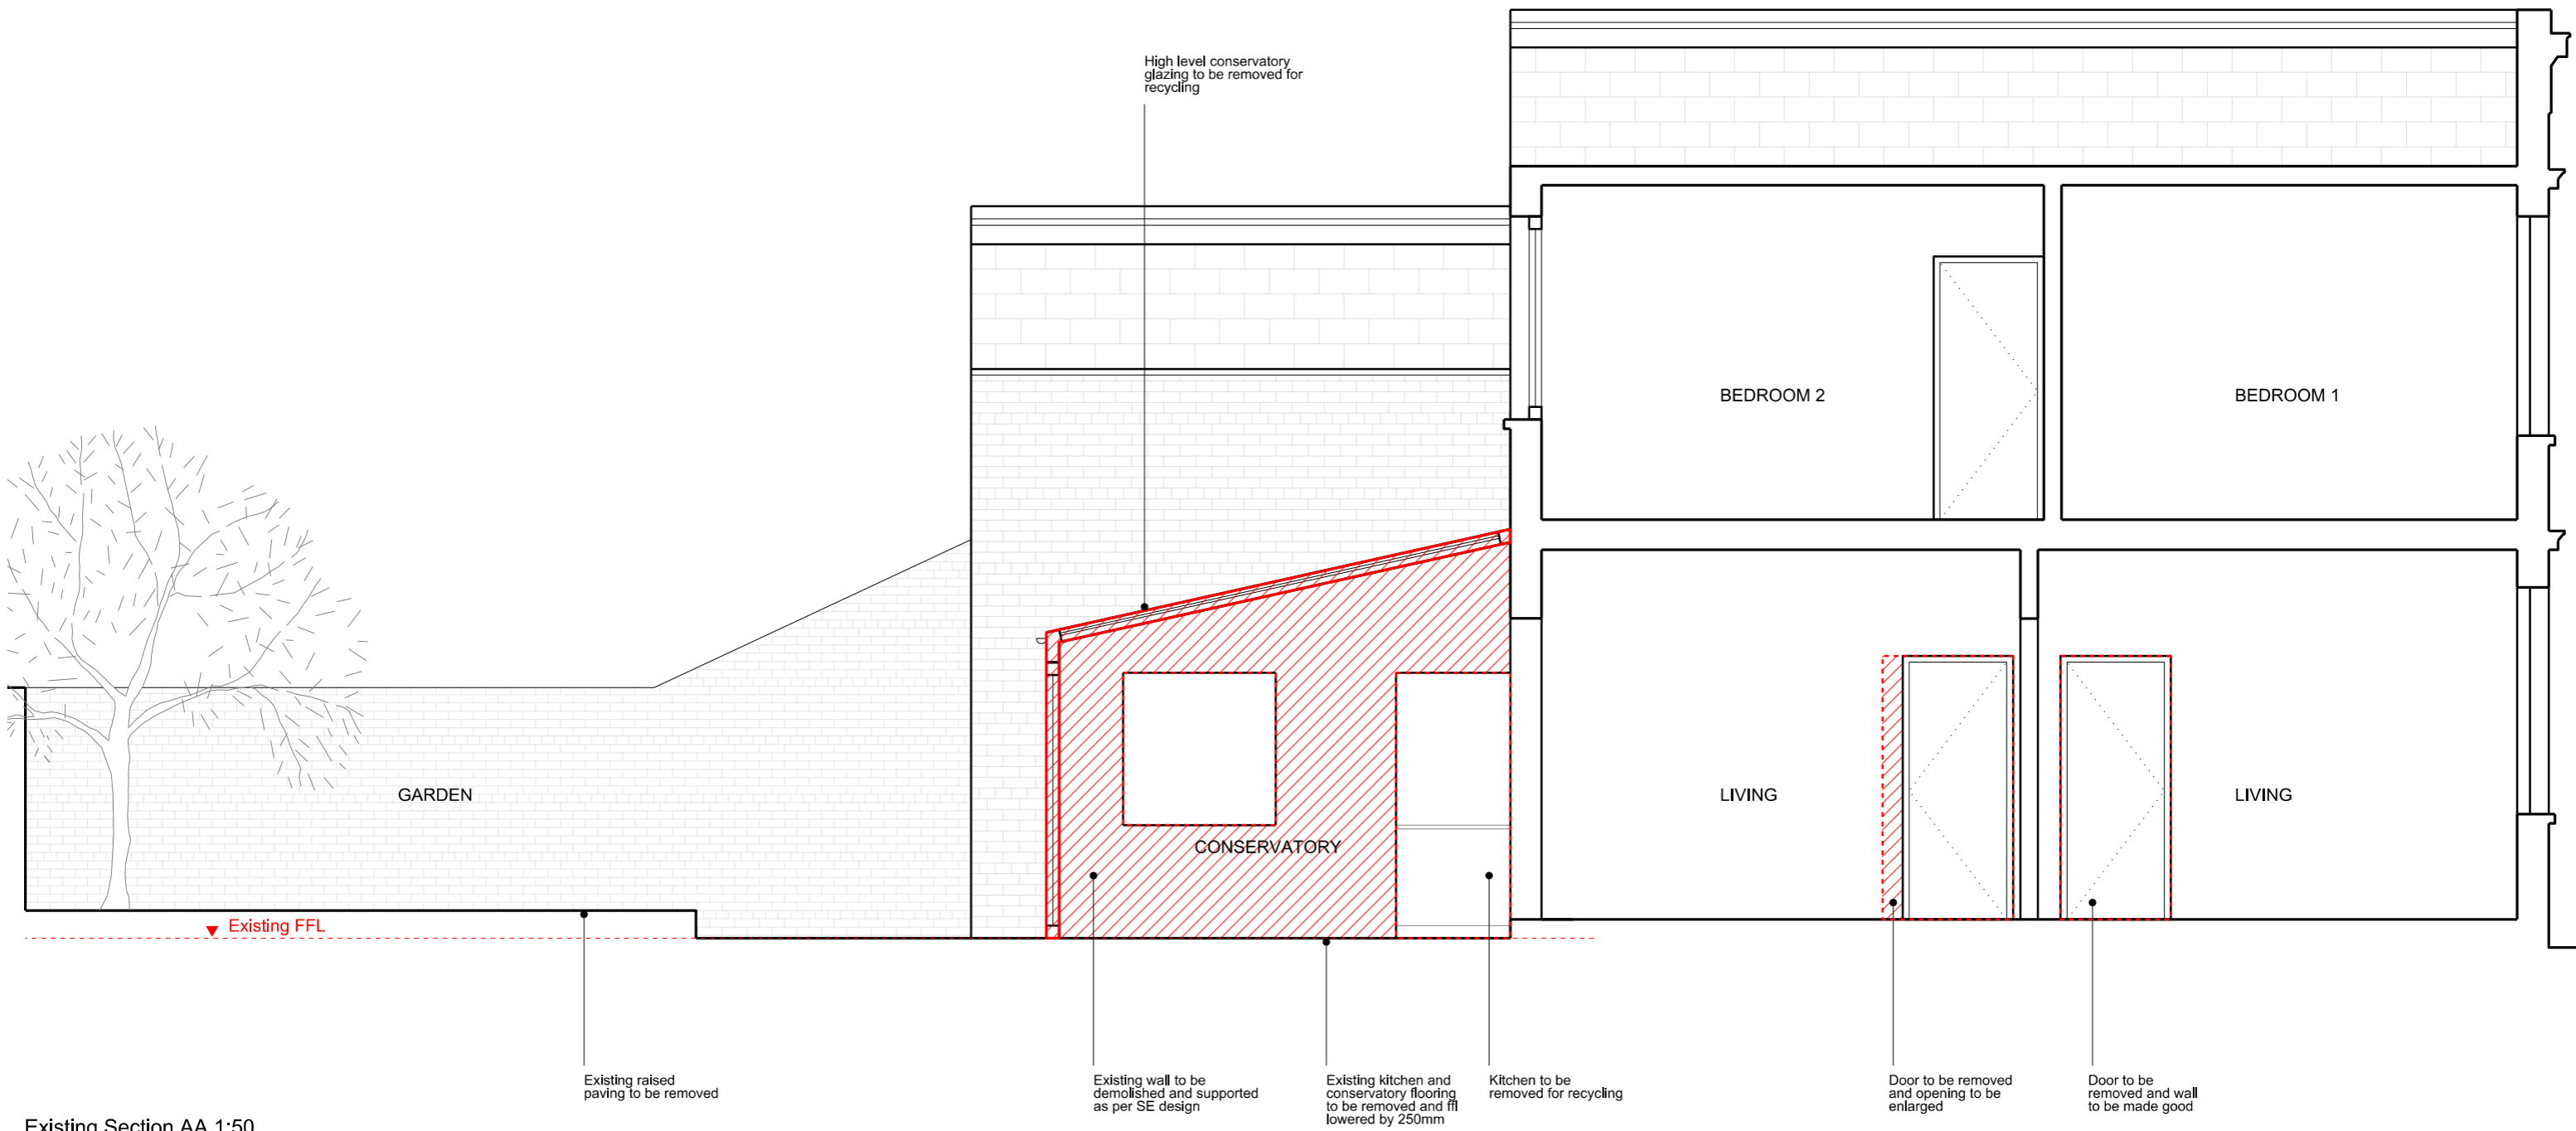 High level conservatory
glazing to be removed for
recycling
BEDROOM 2
BEDROOM 1
GARDEN
CONSERVATORY
LIVING
LIVING
Existing FFL
Existing raised
paving to be removed
Existing wall to be
demolished and supported
as per SE design
Existing kitchen and
conservatory flooring
to be removed and ffl
lowered by 250mm
Kitchen to be
removed for recycling
Door to be removed
and opening to be
enlarged
Door to be
removed and wall
to be made good
Existing Section AA 1:50